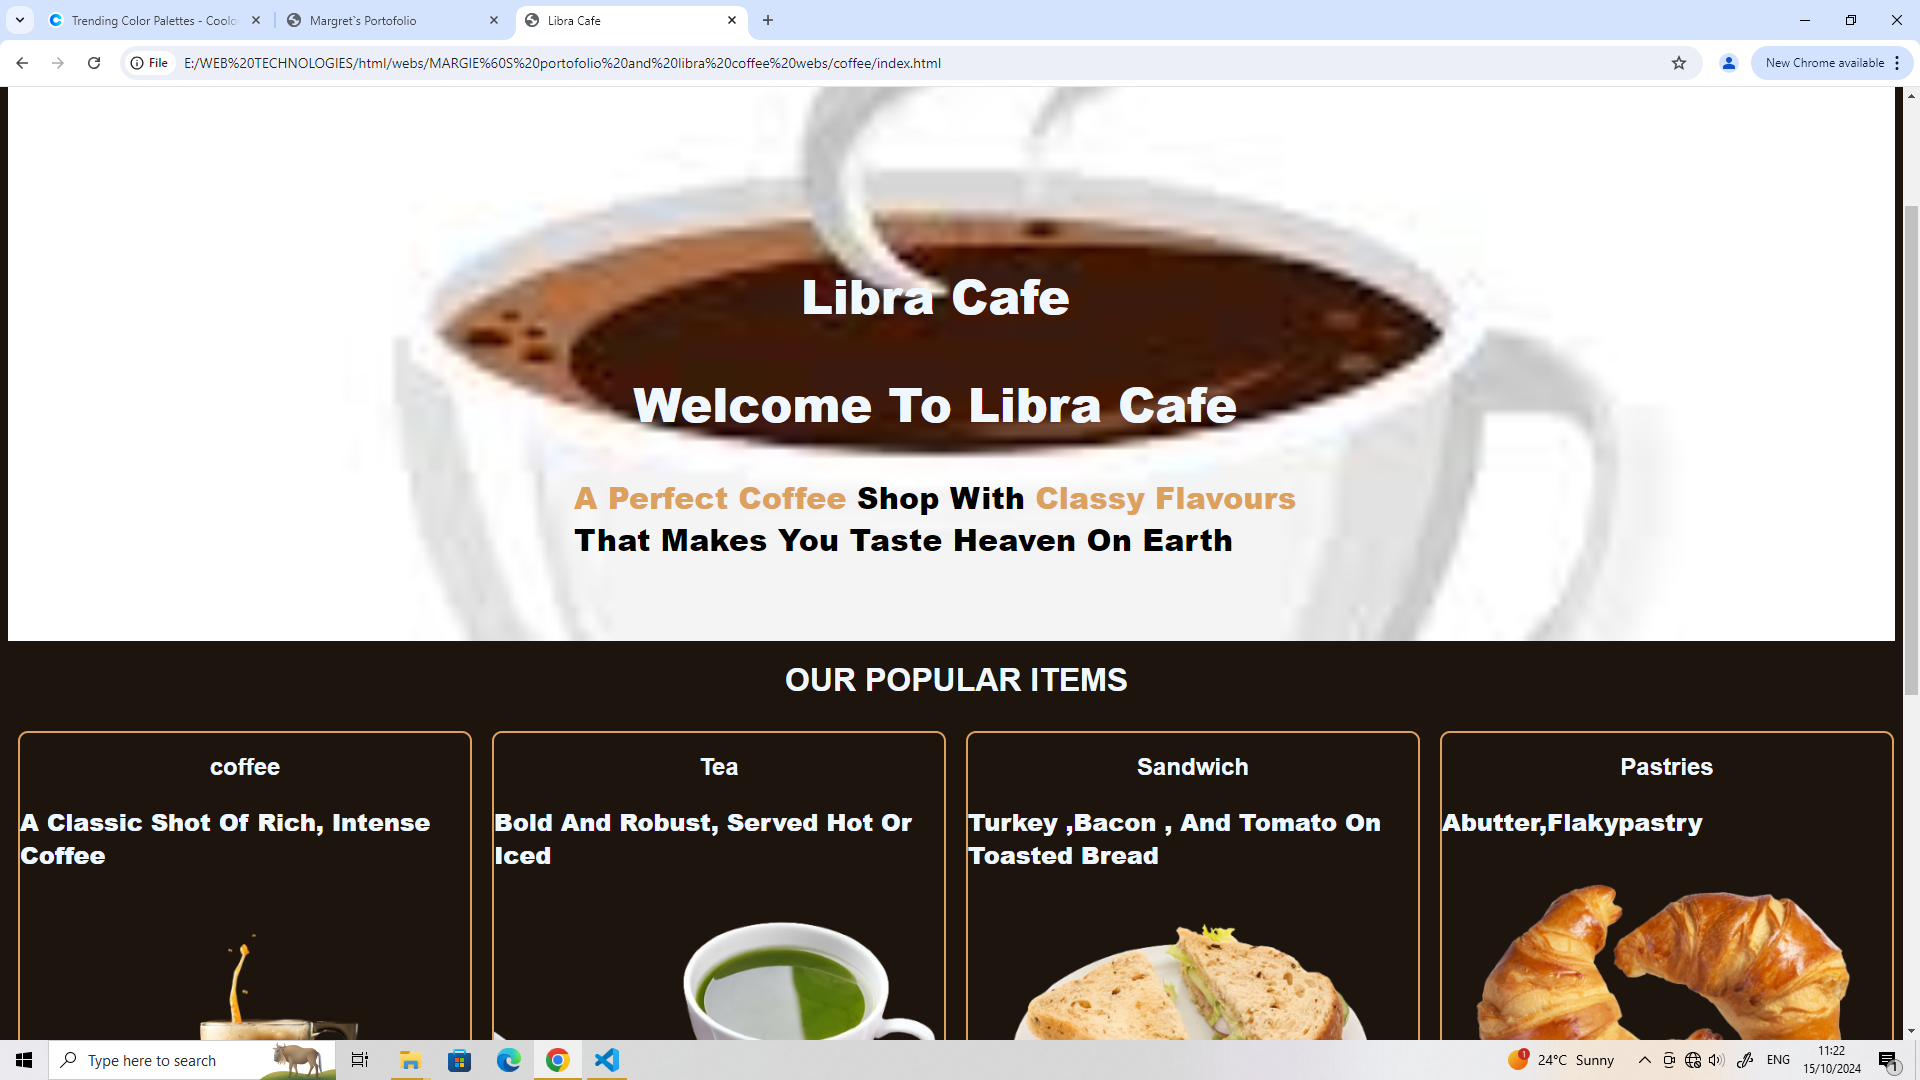 Trending Color Palettes - Coolo
Margret`s Portofolio
Libra Cafe
File
E:/WEB%20TECHNOLOGIES/html/webs/MARGIE%60S%20portofolio%20and%20libra%20coffee%20webs/coffee/index.html
New Chrome available
Libra Cafe
Welcome To Libra Cafe
A Perfect Coffee Shop With Classy Flavours
That Makes You Taste Heaven On Earth
OUR POPULAR ITEMS
coffee
A Classic Shot Of Rich, Intense
Coffee
Tea
Bold And Robust, Served Hot Or
Iced
Sandwich
Turkey ,Bacon , And Tomato On
Toasted Bread
Pastries
Abutter,Flakypastry
Type here to search
1
24°C Sunny
ENG
11:22
15/10/2024
1